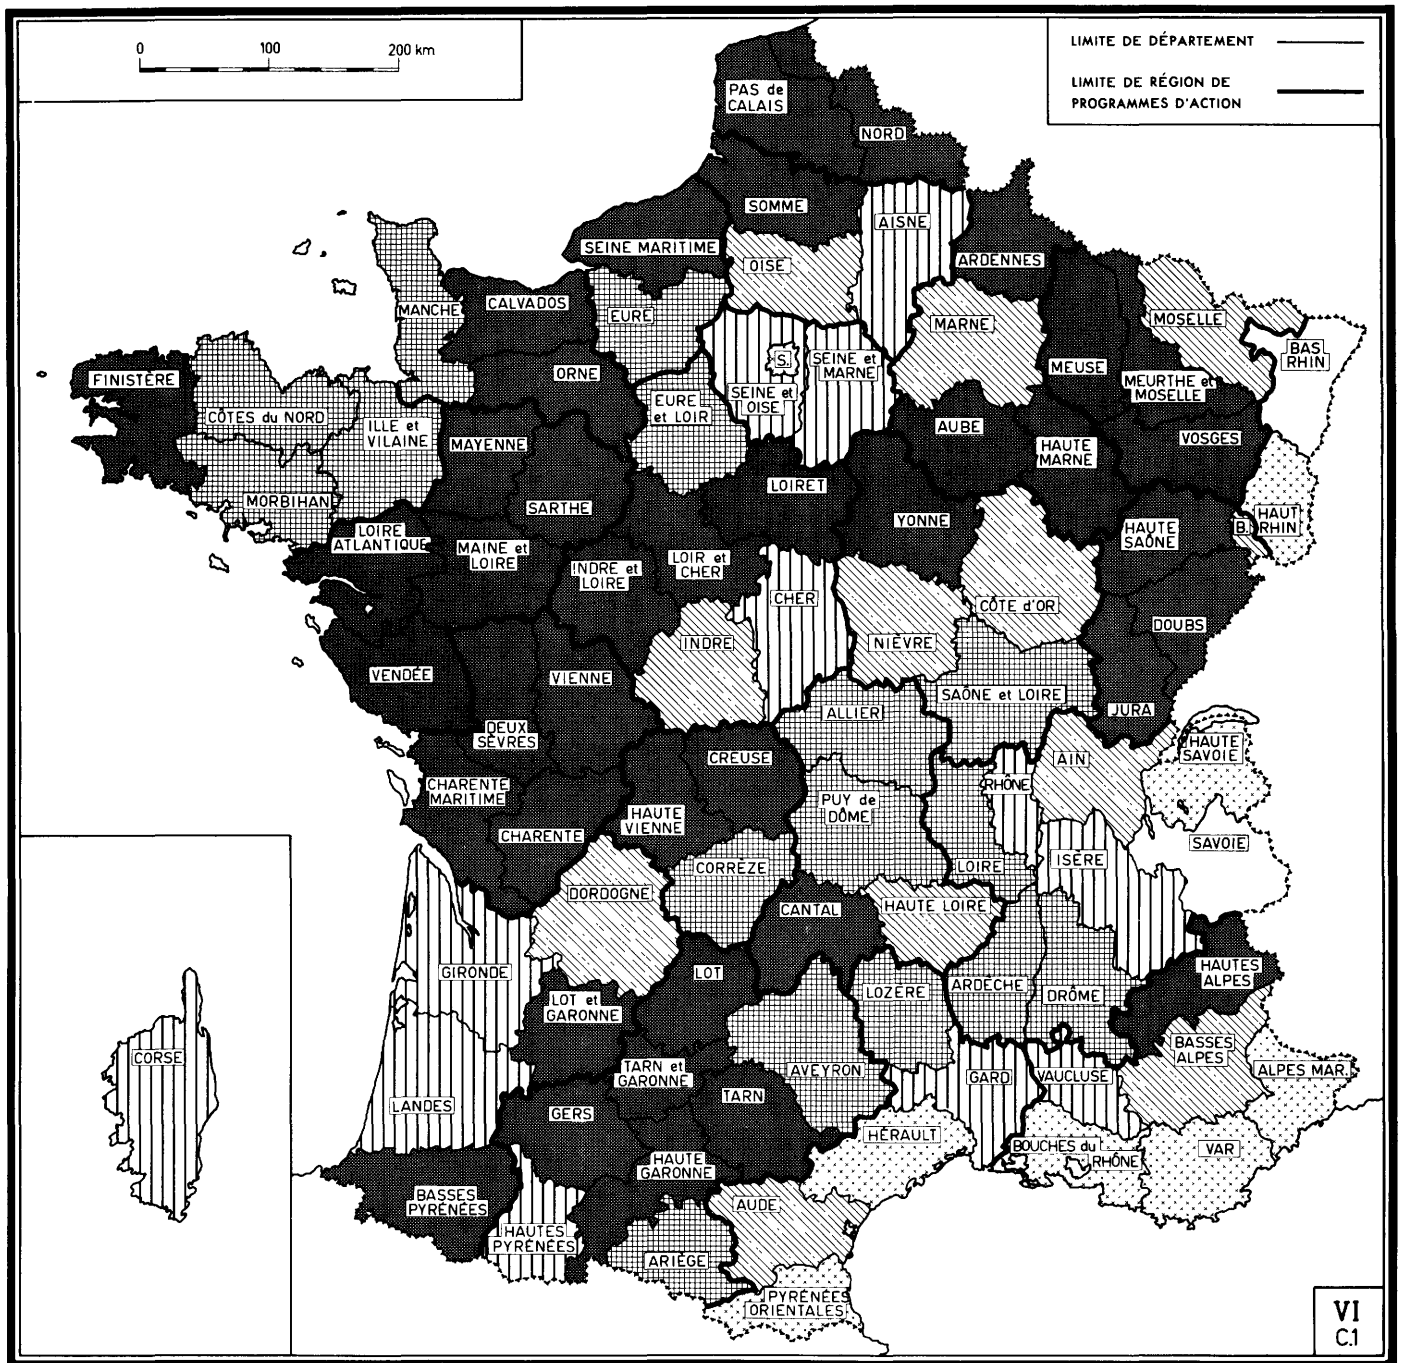 0 100 200 km
LIMITE DE DÉPARTEMENT
LIMITE DE RÉGION DE
PROGRAMMES D'ACTION
PAS de
CALAIS
NORD
SOMME
AISNE
SEINE MARITIME
OISE
ARDENNES
MANCHE
CALVADOS
EURE
MARNE
MOSELLE
BAS
RHIN
S.
SEINE et
MARNE
MEUSE
FINISTÈRE
ORNE
SEINE et
OISE
MEURTHE et
MOSELLE
CÔTES du NORD
ILLE et
VILAINE
EURE
et LOIR
AUBE
VOSGES
MAYENNE
HAUTE
MARNE
MORBIHAN
SARTHE
LOIRET
YONNE
HAUT
RHIN
B.
LOIRE
ATLANTIQUE
MAINE et
LOIRE
INDRE et
LOIRE
LOIR et
CHER
HAUTE
SAÔNE
CHER
CÔTE d'OR
DOUBS
INDRE
NIÈVRE
VENDÉE
VIENNE
SAÔNE et LOIRE
DEUX
SÈVRES
ALLIER
JURA
CREUSE
AIN
HAUTE
SAVOIE
CHARENTE
MARITIME
RHÔNE
PUY de
DÔME
HAUTE
VIENNE
CHARENTE
SAVOIE
CORRÈZE
LOIRE
ISÈRE
DORDOGNE
CANTAL
HAUTE LOIRE
GIRONDE
LOT
HAUTES
ALPES
LOZÈRE
ARDÈCHE
DRÔME
LOT et
GARONNE
CORSE
BASSES
ALPES
ALPES MAR.
TARN et
GARONNE
AVEYRON
GARD
VAUCLUSE
LANDES
GERS
TARN
HÉRAULT
BOUCHES du
RHÔNE
VAR
HAUTE
GARONNE
BASSES
PYRÉNÉES
AUDE
HAUTES
PYRÉNÉES
ARIÈGE
PYRÉNÉES
ORIENTALES
VI
C.1